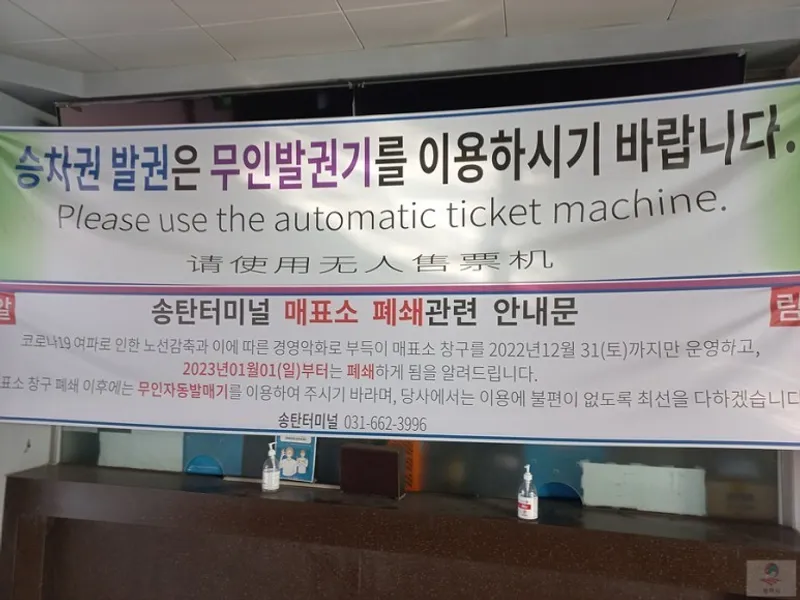 승차권 발권은 무인발권기를 이용하시기 바랍니다.
Please use the automatic ticket machine.
请使用无人售票机
알
림
송탄터미널 매표소 폐쇄관련 안내문
코로나19 여파로 인한 노선감축과 이에 따른 경영악화로 부득이 매표소 창구를 2022년12월 31(토)까지만 운영하고,
2023년01월01(일)부터는 폐쇄하게 됨을 알려드립니다.
표소 창구 폐쇄 이후에는 무인자동발매기를 이용하여 주시기 바라며, 당사에서는 이용에 불편이 없도록 최선을 다하겠습니다
송탄터미널 031-662-3996